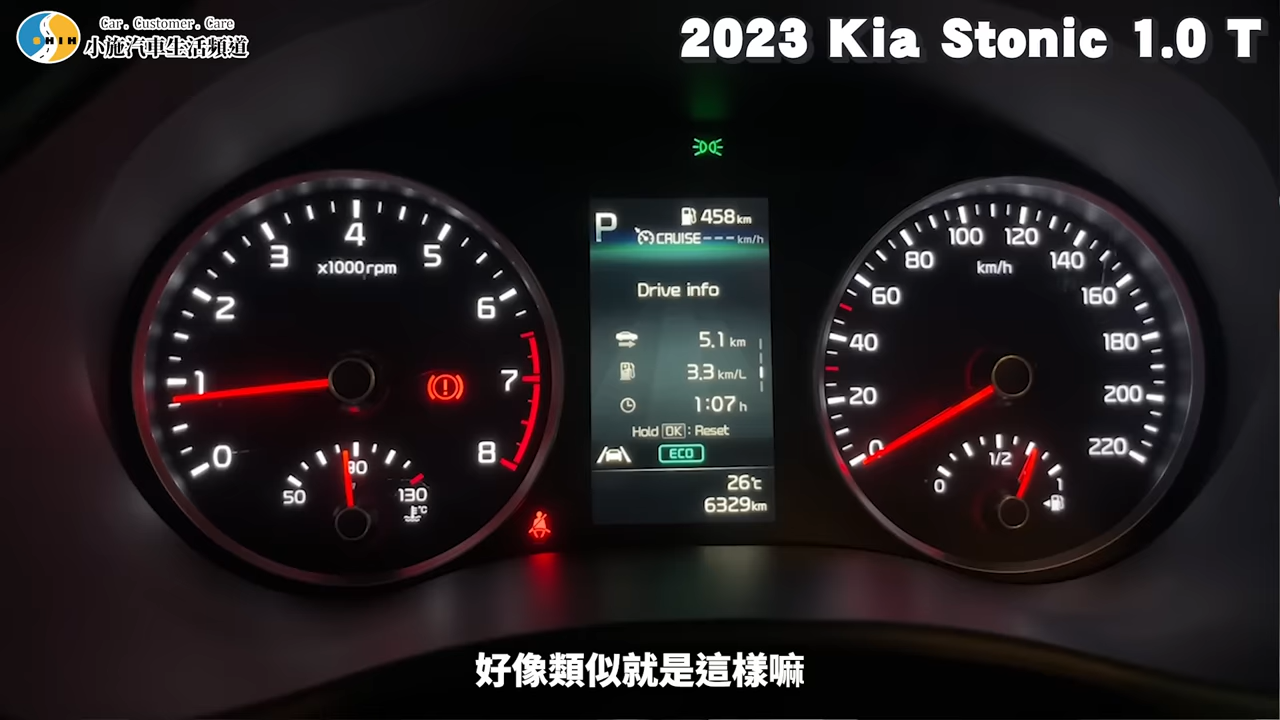 Car. Customer. Care
SHIH
小施汽車生活頻道
2023 Kia Stonic 1.0 T
0
1
2
3
4
5
6
7
8
x1000rpm
50
90
130
℃
P
458km
CRUISE---km/h
Drive info
5.1 km
3.3 km/L
1:07 h
Hold OK : Reset
ECO
26℃
6329km
0
20
40
60
80
100
120
140
160
180
200
220
km/h
0
1/2
1
好像類似就是這樣嘛